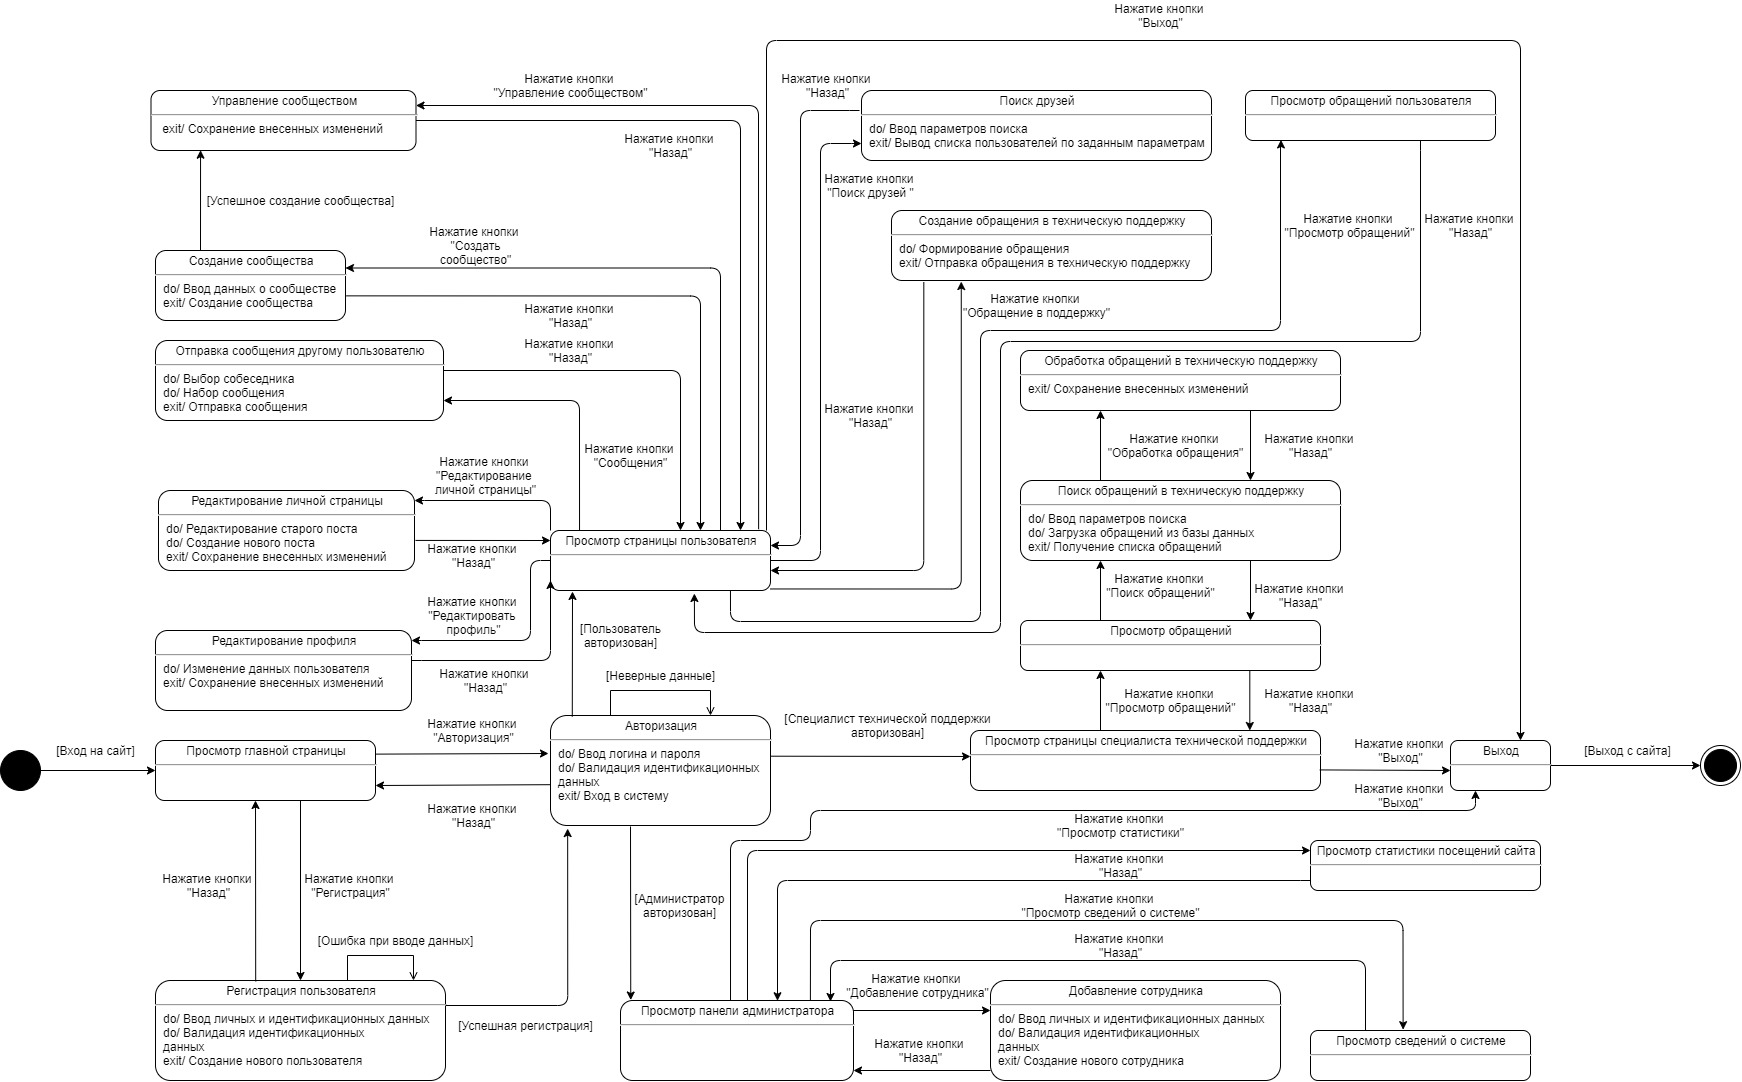 Нажатие кнопки
"Выход"
Нажатие кнопки
"Управление сообществом"
Нажатие кнопки
"Назад"
Управление сообществом
exit/ Сохранение внесенных изменений
Нажатие кнопки
"Назад"
Поиск друзей
do/ Ввод параметров поиска
exit/ Вывод списка пользователей по заданным параметрам
Просмотр обращений пользователя
Нажатие кнопки
"Поиск друзей "
[Успешное создание сообщества]
Создание обращения в техническую поддержку
do/ Формирование обращения
exit/ Отправка обращения в техническую поддержку
Нажатие кнопки
"Просмотр обращений"
Нажатие кнопки
"Назад"
Нажатие кнопки
"Создать
сообщество"
Создание сообщества
do/ Ввод данных о сообществе
exit/ Создание сообщества
Нажатие кнопки
"Назад"
Нажатие кнопки
"Обращение в поддержку"
Отправка сообщения другому пользователю
do/ Выбор собеседника
do/ Набор сообщения
exit/ Отправка сообщения
Нажатие кнопки
"Назад"
Обработка обращений в техническую поддержку
exit/ Сохранение внесенных изменений
Нажатие кнопки
"Сообщения"
Нажатие кнопки
"Назад"
Нажатие кнопки
"Обработка обращения"
Нажатие кнопки
"Назад"
Нажатие кнопки
"Редактирование
личной страницы"
Редактирование личной страницы
do/ Редактирование старого поста
do/ Создание нового поста
exit/ Сохранение внесенных изменений
Нажатие кнопки
"Назад"
Просмотр страницы пользователя
Поиск обращений в техническую поддержку
do/ Ввод параметров поиска
do/ Загрузка обращений из базы данных
exit/ Получение списка обращений
Нажатие кнопки
"Поиск обращений"
Нажатие кнопки
"Назад"
Нажатие кнопки
"Редактировать
профиль"
Редактирование профиля
do/ Изменение данных пользователя
exit/ Сохранение внесенных изменений
Нажатие кнопки
"Назад"
[Пользователь
авторизован]
Просмотр обращений
[Неверные данные]
Нажатие кнопки
"Просмотр обращений"
Нажатие кнопки
"Назад"
[Вход на сайт]
Просмотр главной страницы
Нажатие кнопки
"Авторизация"
Нажатие кнопки
"Назад"
Авторизация
do/ Ввод логина и пароля
do/ Валидация идентификационных
данных
exit/ Вход в систему
[Специалист технической поддержки
авторизован]
Просмотр страницы специалиста технической поддержки
Нажатие кнопки
"Выход"
Выход
[Выход с сайта]
Нажатие кнопки
"Выход"
Нажатие кнопки
"Просмотр статистики"
Просмотр статистики посещений сайта
Нажатие кнопки
"Назад"
Нажатие кнопки
"Назад"
Нажатие кнопки
"Регистрация"
[Администратор
авторизован]
Нажатие кнопки
"Просмотр сведений о системе"
[Ошибка при вводе данных]
Нажатие кнопки
"Назад"
Регистрация пользователя
do/ Ввод личных и идентификационных данных
do/ Валидация идентификационных
данных
exit/ Создание нового пользователя
[Успешная регистрация]
Просмотр панели администратора
Нажатие кнопки
"Добавление сотрудника"
Нажатие кнопки
"Назад"
Добавление сотрудника
do/ Ввод личных и идентификационных данных
do/ Валидация идентификационных
данных
exit/ Создание нового сотрудника
Просмотр сведений о системе